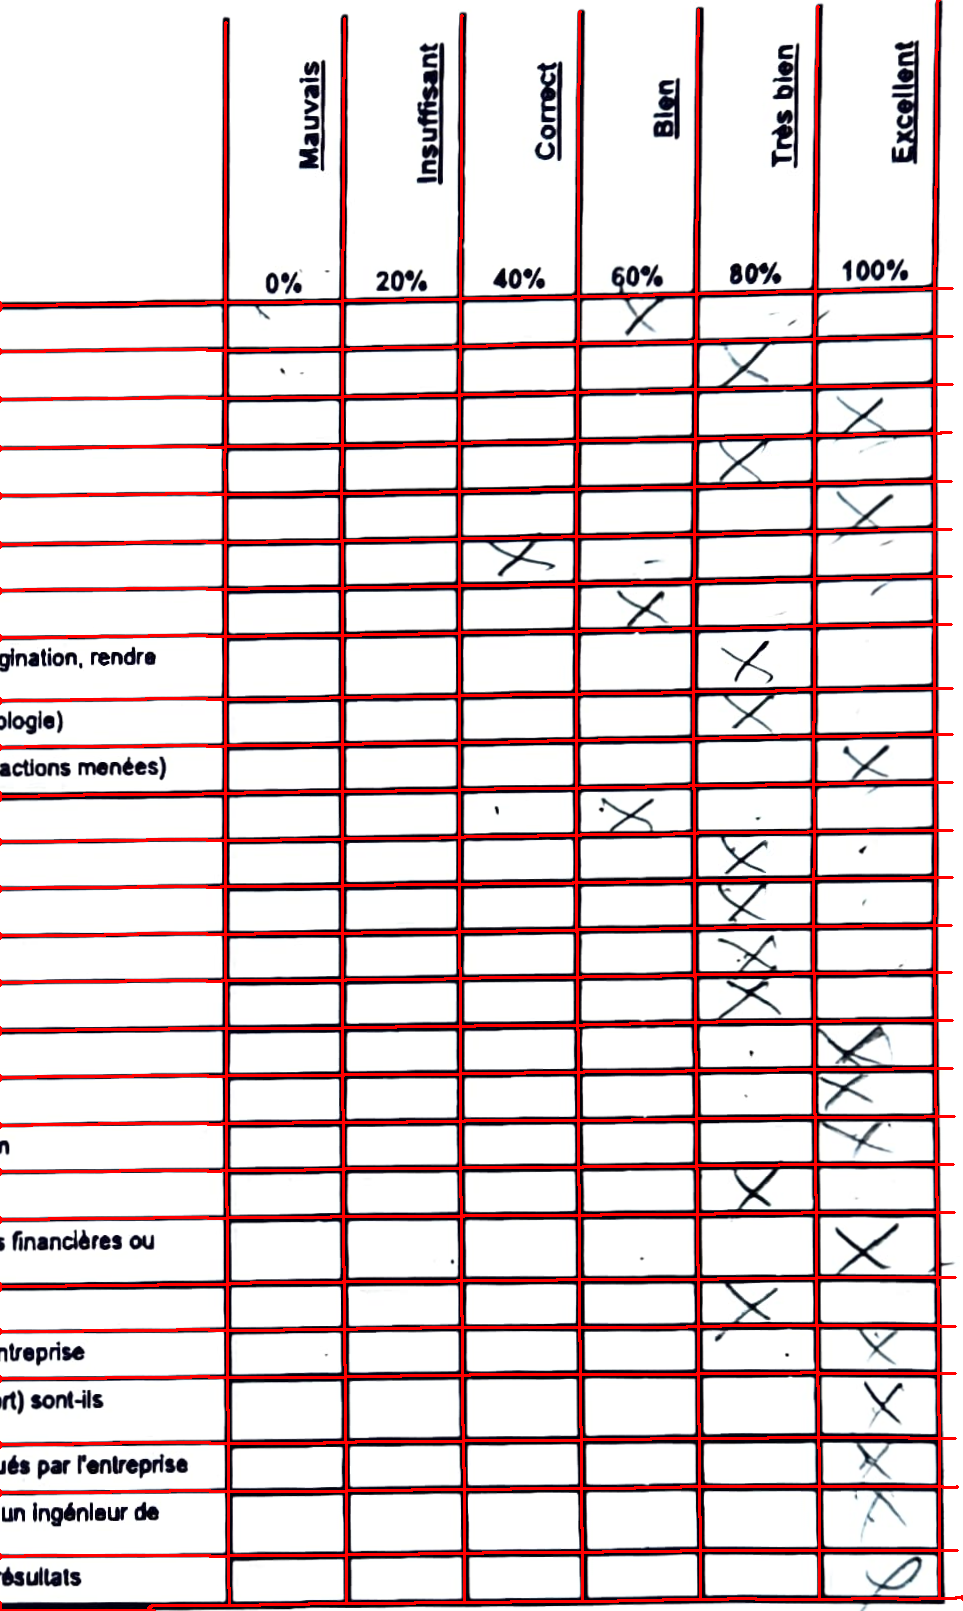 Mauvais
Insuffisant
Correct
Bien
Très bien
Excellent
0% 20% 40% 60% 80% 100%
gination, rendre
ologie)
actions menées)
n
s financières ou
ntreprise
rt) sont-ils
ués par l'entreprise
un ingénieur de
ésultats